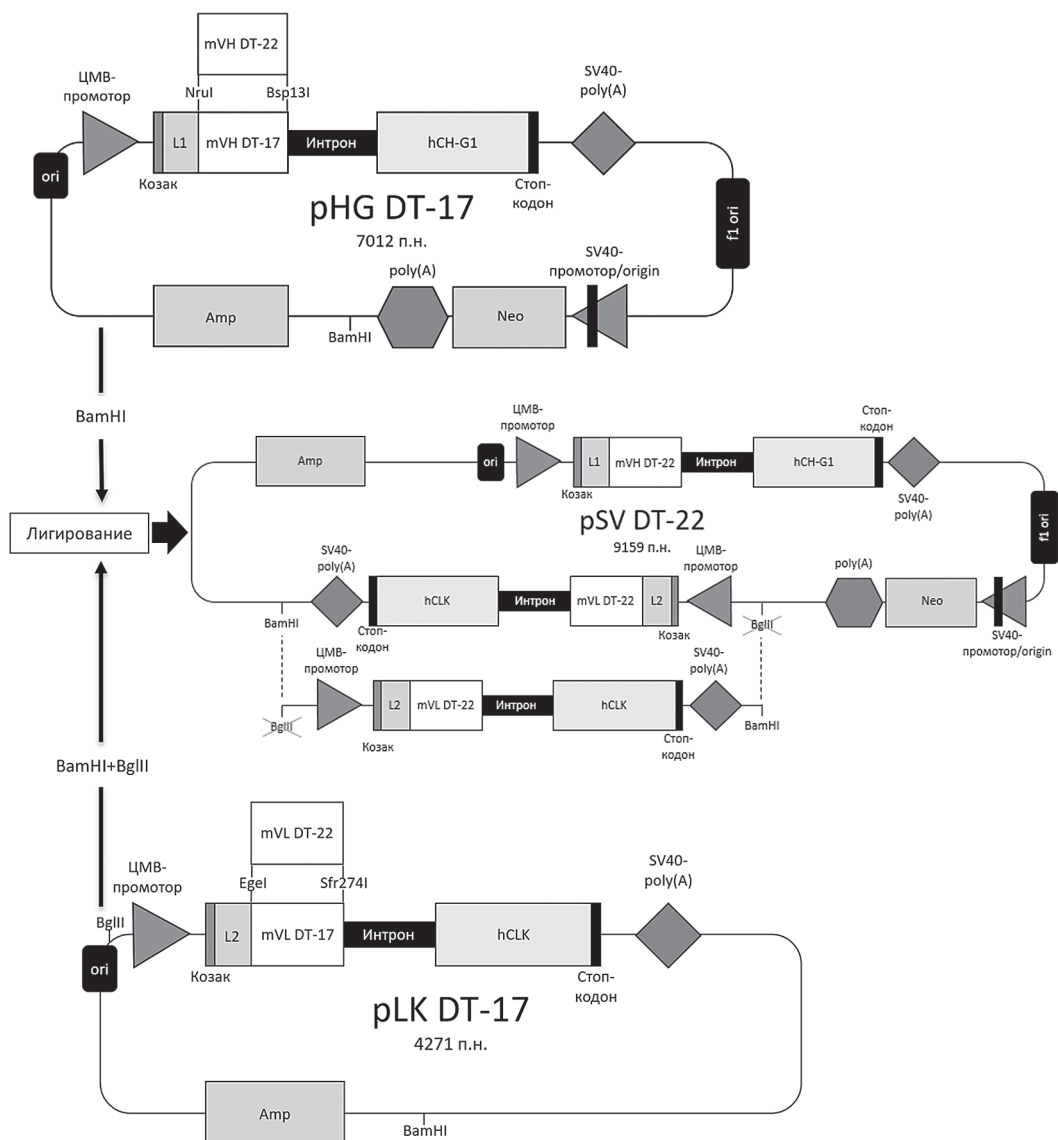 mVH DT-22
ЦМВ-
промотор
NruI
Bsp13I
SV40-
poly(A)
L1
mVH DT-17
Интрон
hCH-G1
ori
Козак
Стоп-
кодон
pHG DT-17
7012 п.н.
f1 ori
poly(A)
SV40-
промотор/origin
Amp
BamHI
Neo
BamHI
ЦМВ-
промотор
Стоп-
кодон
Amp
ori
L1
mVH DT-22
Интрон
hCH-G1
Козак
SV40-
poly(A)
pSV DT-22
9159 п.н.
f1 ori
Лигирование
SV40-
poly(A)
ЦМВ-
промотор
poly(A)
hCLK
Интрон
mVL DT-22
L2
Neo
BamHI
Стоп-
кодон
Козак
BglII
SV40-
промотор/origin
ЦМВ-
промотор
SV40-
poly(A)
L2
mVL DT-22
Интрон
hCLK
BglII
Козак
Стоп-
кодон
BamHI
BamHI+BglII
mVL DT-22
ЦМВ-
промотор
EgeI
Sfr274I
SV40-
poly(A)
BglII
L2
mVL DT-17
Интрон
hCLK
ori
Козак
Стоп-
кодон
pLK DT-17
4271 п.н.
Amp
BamHI